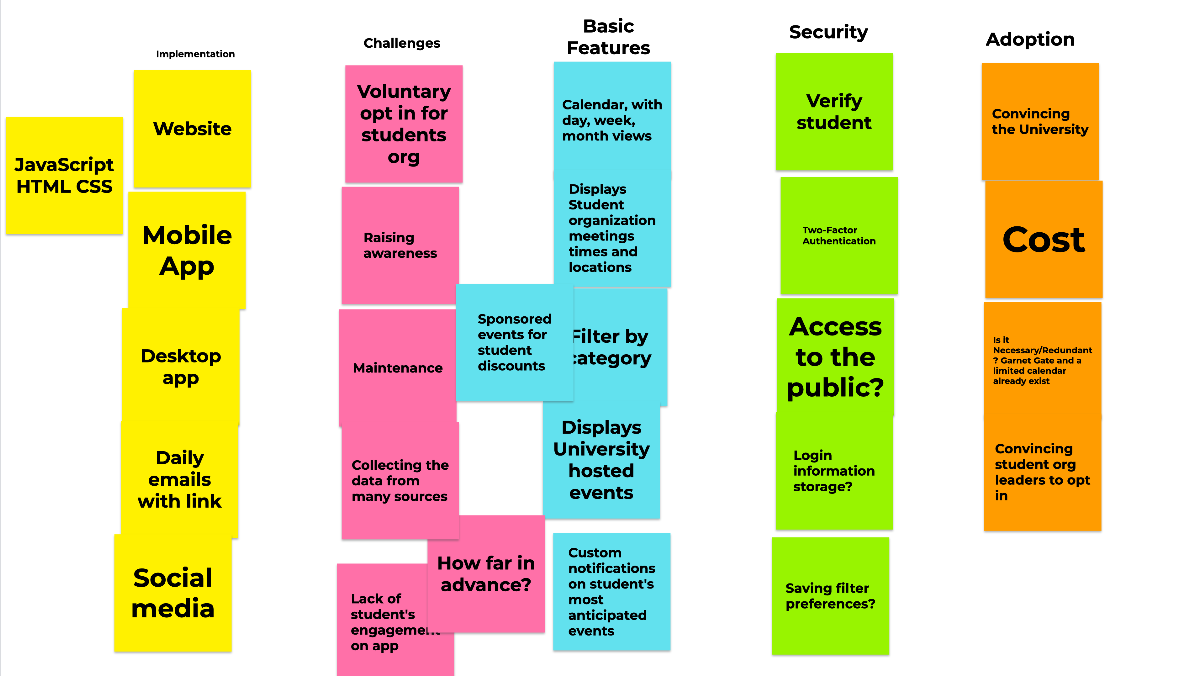 Implementation
JavaScript
HTML CSS
Website
Mobile
App
Desktop
app
Daily
emails
with link
Social
media
Challenges
Voluntary
opt in for
students
org
Raising
awareness
Maintenance
Collecting the
data from
many sources
How far in
advance?
Lack of
student's
engagement
on app
Basic
Features
Calendar, with
day, week,
month views
Displays
Student
organization
meetings
times and
locations
Sponsored
events for
student
discounts
Filter by
category
Displays
University
hosted
events
Custom
notifications
on student's
most
anticipated
events
Security
Verify
student
Two-Factor
Authentication
Access
to the
public?
Login
information
storage?
Saving filter
preferences?
Adoption
Convincing
the University
Cost
Is it
Necessary/Redundant
? Garnet Gate and a
limited calendar
already exist
Convincing
student org
leaders to opt
in